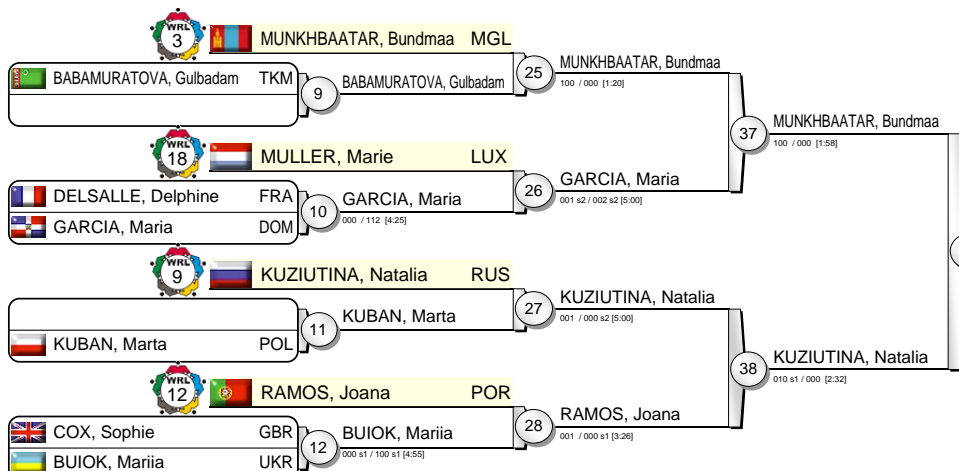 WRL
3
MUNKHBAATAR, Bundmaa MGL
BABAMURATOVA, Gulbadam TKM
9
BABAMURATOVA, Gulbadam
25
MUNKHBAATAR, Bundmaa
100 / 000 [1:20]
WRL
18
MULLER, Marie LUX
DELSALLE, Delphine FRA
GARCIA, Maria DOM
10
GARCIA, Maria
000 / 112 [4:25]
26
GARCIA, Maria
001 s2 / 002 s2 [5:00]
37
MUNKHBAATAR, Bundmaa
100 / 000 [1:58]
WRL
9
KUZIUTINA, Natalia RUS
KUBAN, Marta POL
11
KUBAN, Marta
27
KUZIUTINA, Natalia
001 / 000 s2 [5:00]
WRL
12
RAMOS, Joana POR
COX, Sophie GBR
BUIOK, Mariia UKR
12
BUIOK, Mariia
000 s1 / 100 s1 [4:55]
28
RAMOS, Joana
001 / 000 s1 [3:26]
38
KUZIUTINA, Natalia
010 s1 / 000 [2:32]